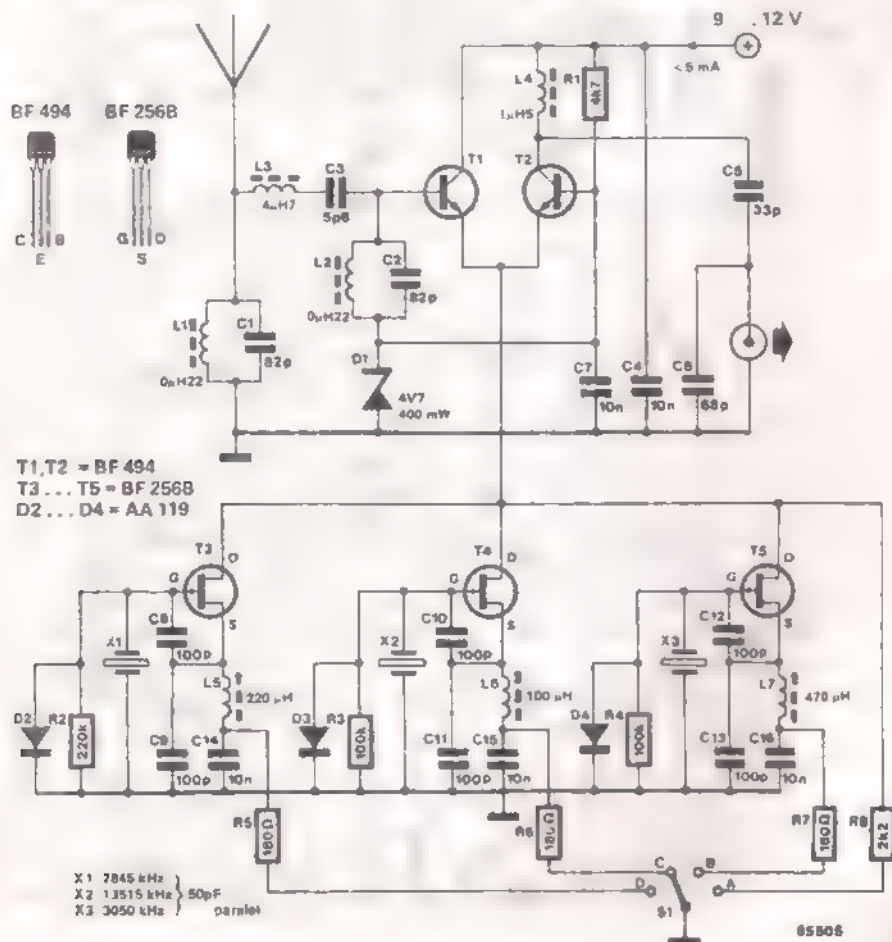 9 . 12 V
< 5 mA
BF 494
BF 256B
C
B
E
G
D
S
L3
4µH7
C3
5p6
T1
L4
1µH5
R1
4k7
T2
C5
33p
L2
0µH22
C2
82p
L1
0µH22
C1
82p
D1
4V7
400 mW
C7
10n
C4
10n
C6
68p
T1,T2 = BF 494
T3 . . . T5 = BF 256B
D2 . . . D4 = AA 119
T3
D
G
S
X1
C8
100p
L5
220 µH
D2
R2
220k
C9
100p
C14
10n
T4
D
G
S
X2
C10
100p
L6
100 µH
D3
R3
100k
C11
100p
C15
10n
T5
D
G
S
X3
C12
100p
L7
470 µH
D4
R4
100k
C13
100p
C16
10n
R5
180Ω
R6
180Ω
R7
180Ω
R8
2k2
C
B
D
A
S1
X1 7845 kHz
X2 13515 kHz } 50pF
X3 3050 kHz parallel
85505